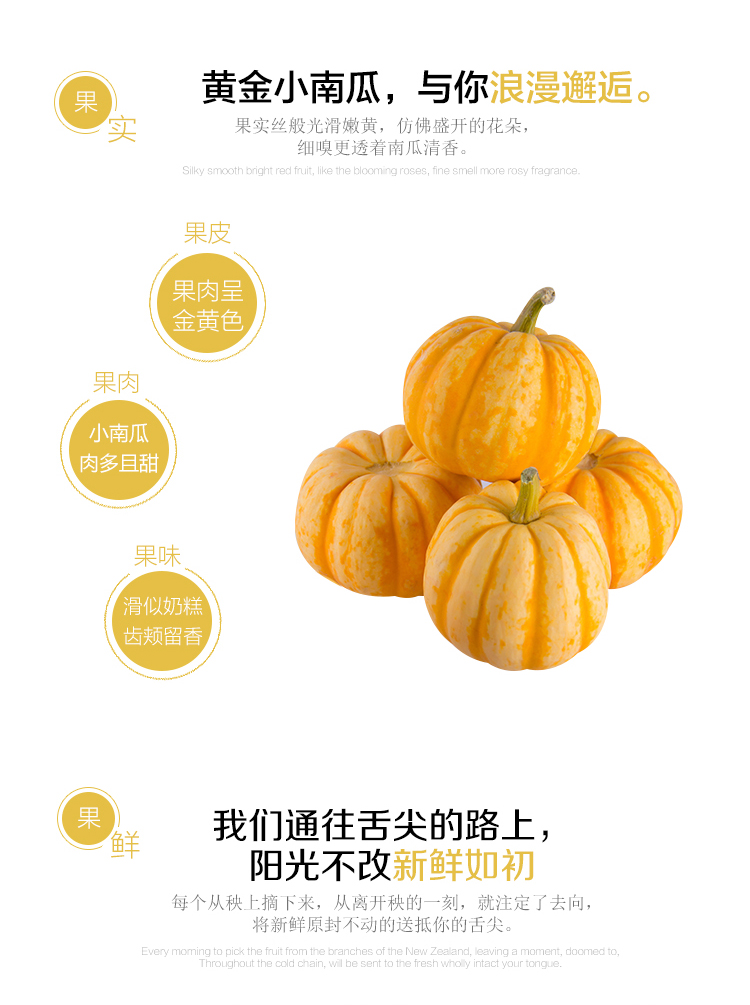 果
实
黄金小南瓜，与你浪漫邂逅。
果实丝般光滑嫩黄，仿佛盛开的花朵，
细嗅更透着南瓜清香。
Silky smooth bright red fruit, like the blooming roses, fine smell more rosy fragrance.
果皮
果肉呈
金黄色
果肉
小南瓜
肉多且甜
果味
滑似奶糕
齿颊留香
果
鲜
我们通往舌尖的路上，
阳光不改新鲜如初
每个从秧上摘下来，从离开秧的一刻，就注定了去向，
将新鲜原封不动的送抵你的舌尖。
Every morning to pick the fruit from the branches of the New Zealand, leaving a moment, doomed to,
Throughout the cold chain, will be sent to the fresh wholly intact your tongue.